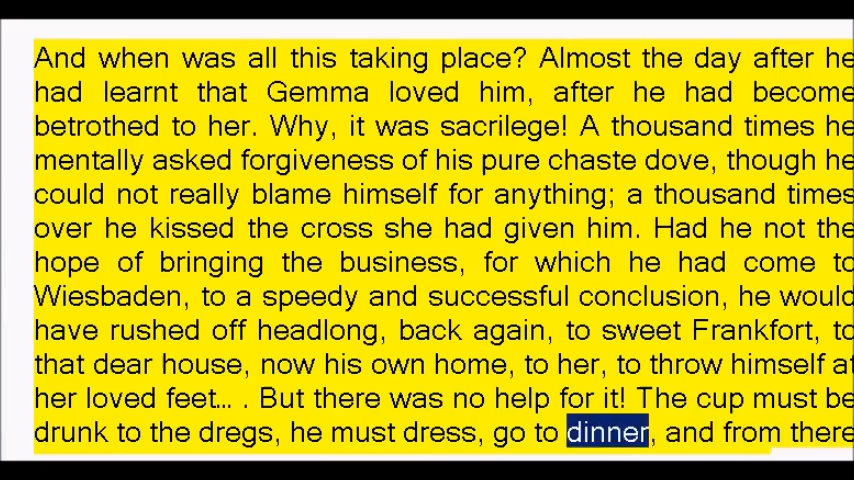 And when was all this taking place? Almost the day after he
had learnt that Gemma loved him, after he had become
betrothed to her. Why, it was sacrilege! A thousand times he
mentally asked forgiveness of his pure chaste dove, though he
could not really blame himself for anything; a thousand times
over he kissed the cross she had given him. Had he not the
hope of bringing the business, for which he had come to
Wiesbaden, to a speedy and successful conclusion, he would
have rushed off headlong, back again, to sweet Frankfort, to
that dear house, now his own home, to her, to throw himself at
her loved feet... . But there was no help for it! The cup must be
drunk to the dregs, he must dress, go to dinner, and from there